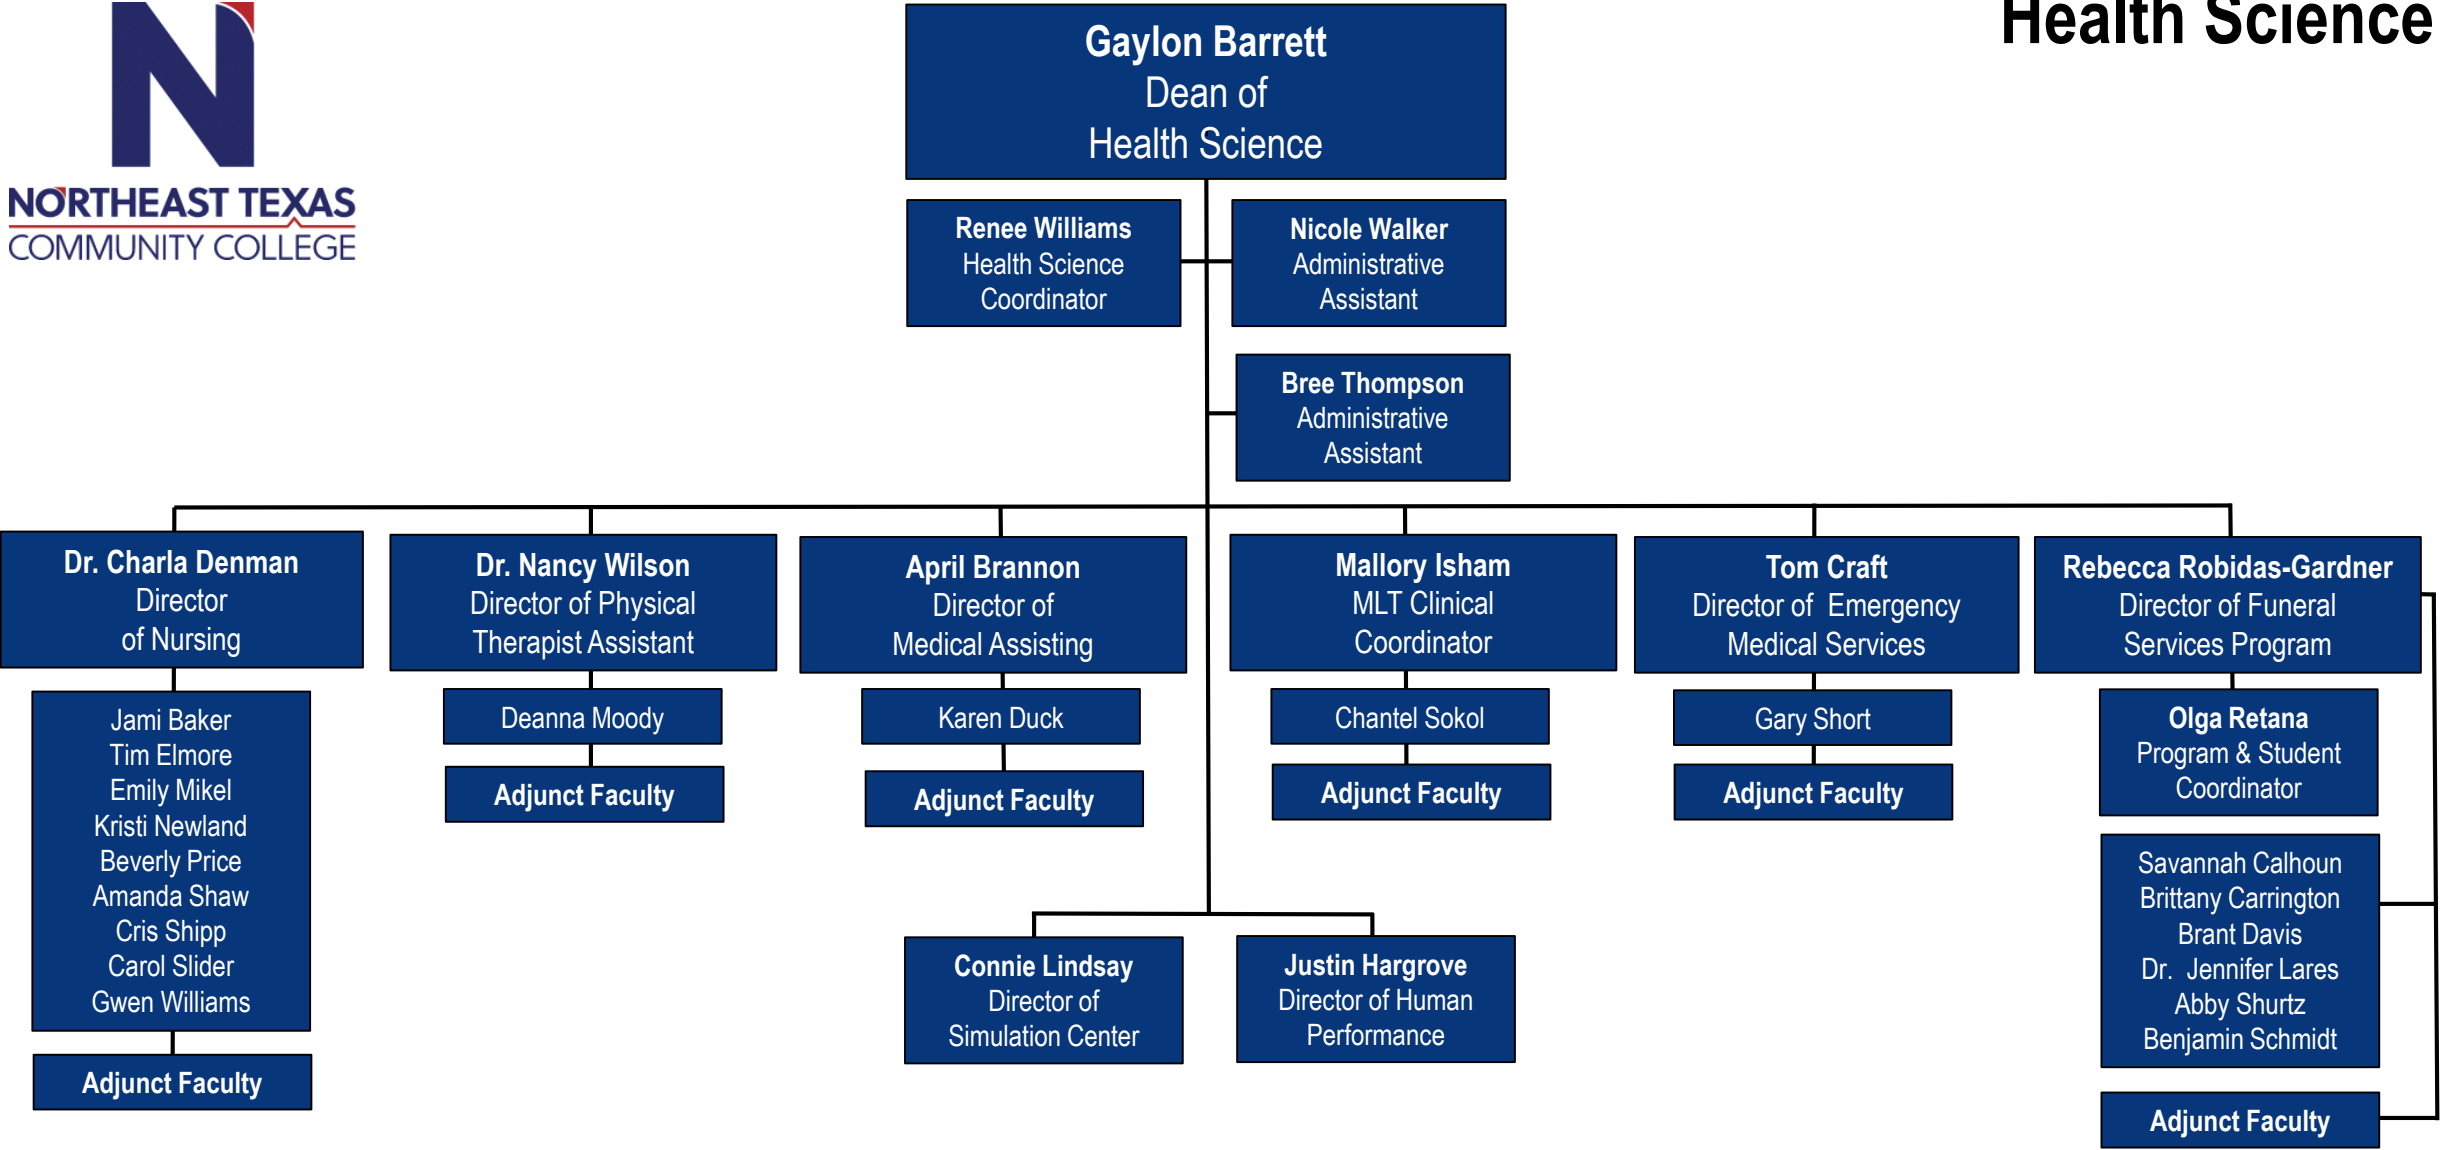 Health Science
NORTHEAST TEXAS
COMMUNITY COLLEGE
Gaylon Barrett
Dean of
Health Science
Renee Williams
Health Science
Coordinator
Nicole Walker
Administrative
Assistant
Bree Thompson
Administrative
Assistant
Dr. Charla Denman
Director
of Nursing
Jami Baker
Tim Elmore
Emily Mikel
Kristi Newland
Beverly Price
Amanda Shaw
Cris Shipp
Carol Slider
Gwen Williams
Adjunct Faculty
Dr. Nancy Wilson
Director of Physical
Therapist Assistant
Deanna Moody
Adjunct Faculty
April Brannon
Director of
Medical Assisting
Karen Duck
Adjunct Faculty
Mallory Isham
MLT Clinical
Coordinator
Chantel Sokol
Adjunct Faculty
Tom Craft
Director of Emergency
Medical Services
Gary Short
Adjunct Faculty
Rebecca Robidas-Gardner
Director of Funeral
Services Program
Olga Retana
Program & Student
Coordinator
Savannah Calhoun
Brittany Carrington
Brant Davis
Dr. Jennifer Lares
Abby Shurtz
Benjamin Schmidt
Adjunct Faculty
Connie Lindsay
Director of
Simulation Center
Justin Hargrove
Director of Human
Performance